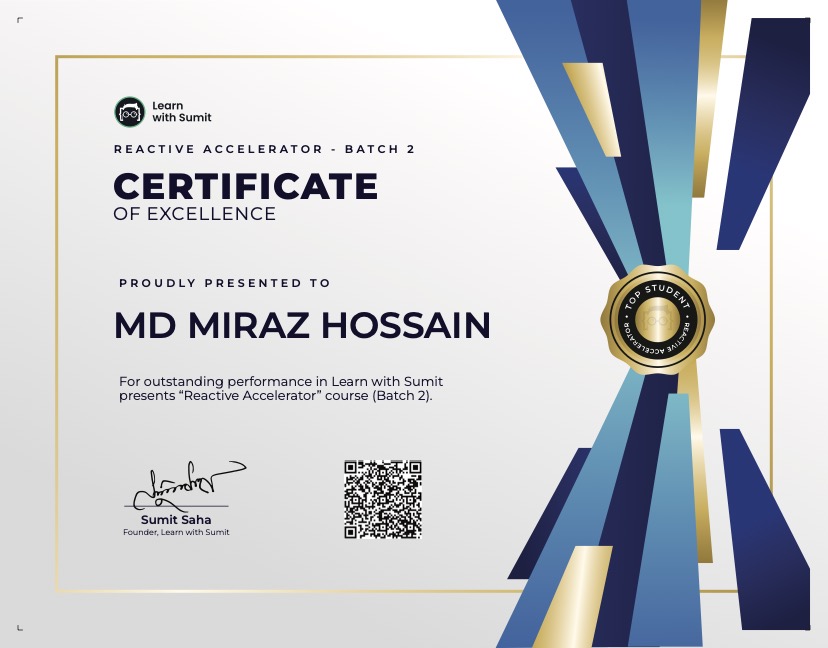 Learn
with Sumit
REACTIVE ACCELERATOR - BATCH 2
CERTIFICATE
OF EXCELLENCE
PROUDLY PRESENTED TO
MD MIRAZ HOSSAIN
TOP STUDENT
REACTIVE ACCELERATOR
For outstanding performance in Learn with Sumit
presents “Reactive Accelerator” course (Batch 2).
Sumit Saha
Founder, Learn with Sumit